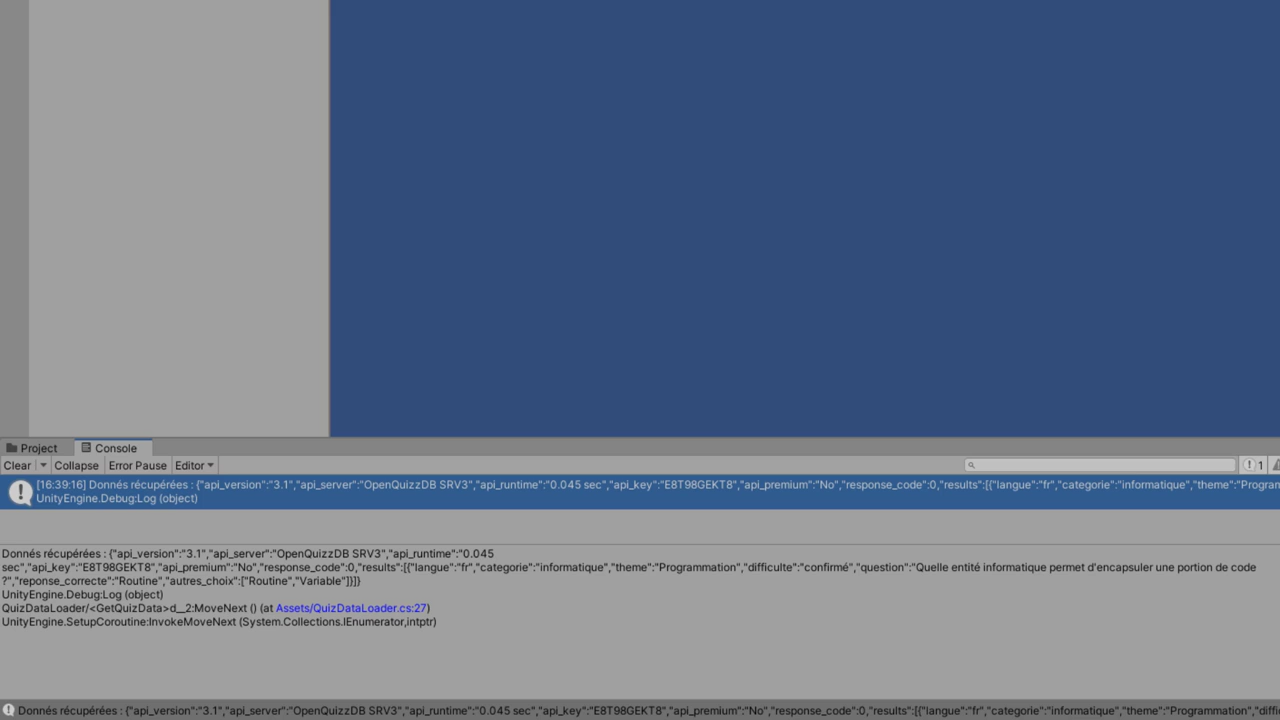 Project Console
Clear Collapse Error Pause Editor 1
[16:39:16] Donnés récupérées : {"api_version":"3.1","api_server":"OpenQuizzDB SRV3","api_runtime":"0.045 sec","api_key":"E8T98GEKT8","api_premium":"No","response_code":0,"results":[{"langue":"fr","categorie":"informatique","theme":"Program
UnityEngine.Debug:Log (object)
Donnés récupérées : {"api_version":"3.1","api_server":"OpenQuizzDB SRV3","api_runtime":"0.045
sec","api_key":"E8T98GEKT8","api_premium":"No","response_code":0,"results":[{"langue":"fr","categorie":"informatique","theme":"Programmation","difficulte":"confirmé","question":"Quelle entité informatique permet d'encapsuler une portion de code
?","reponse_correcte":"Routine","autres_choix":["Routine","Variable"]}]}
UnityEngine.Debug:Log (object)
QuizDataLoader/<GetQuizData>d__2:MoveNext () (at Assets/QuizDataLoader.cs:27)
UnityEngine.SetupCoroutine:InvokeMoveNext (System.Collections.IEnumerator,intptr)
Donnés récupérées : {"api_version":"3.1","api_server":"OpenQuizzDB SRV3","api_runtime":"0.045 sec","api_key":"E8T98GEKT8","api_premium":"No","response_code":0,"results":[{"langue":"fr","categorie":"informatique","theme":"Programmation","diffi